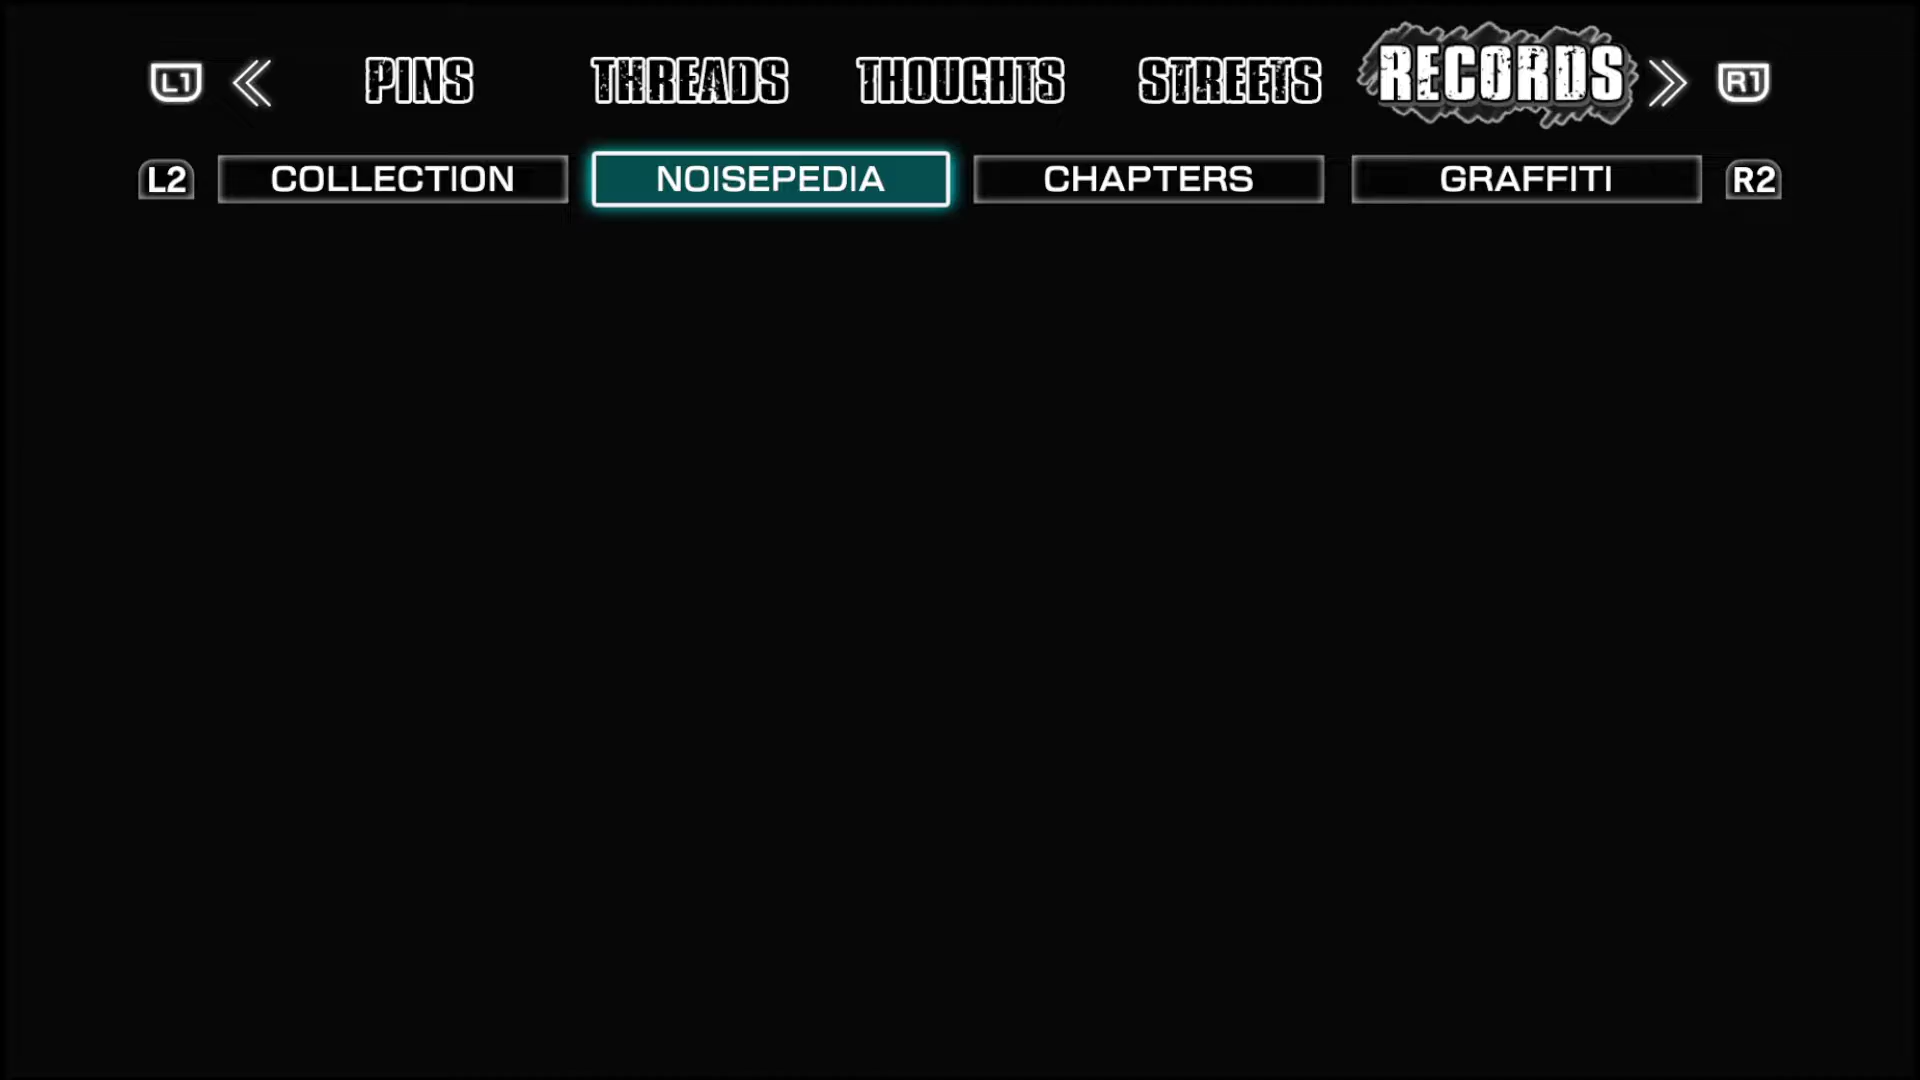 L1 PINS THREADS THOUGHTS STREETS RECORDS R1
L2 COLLECTION NOISEPEDIA CHAPTERS GRAFFITI R2